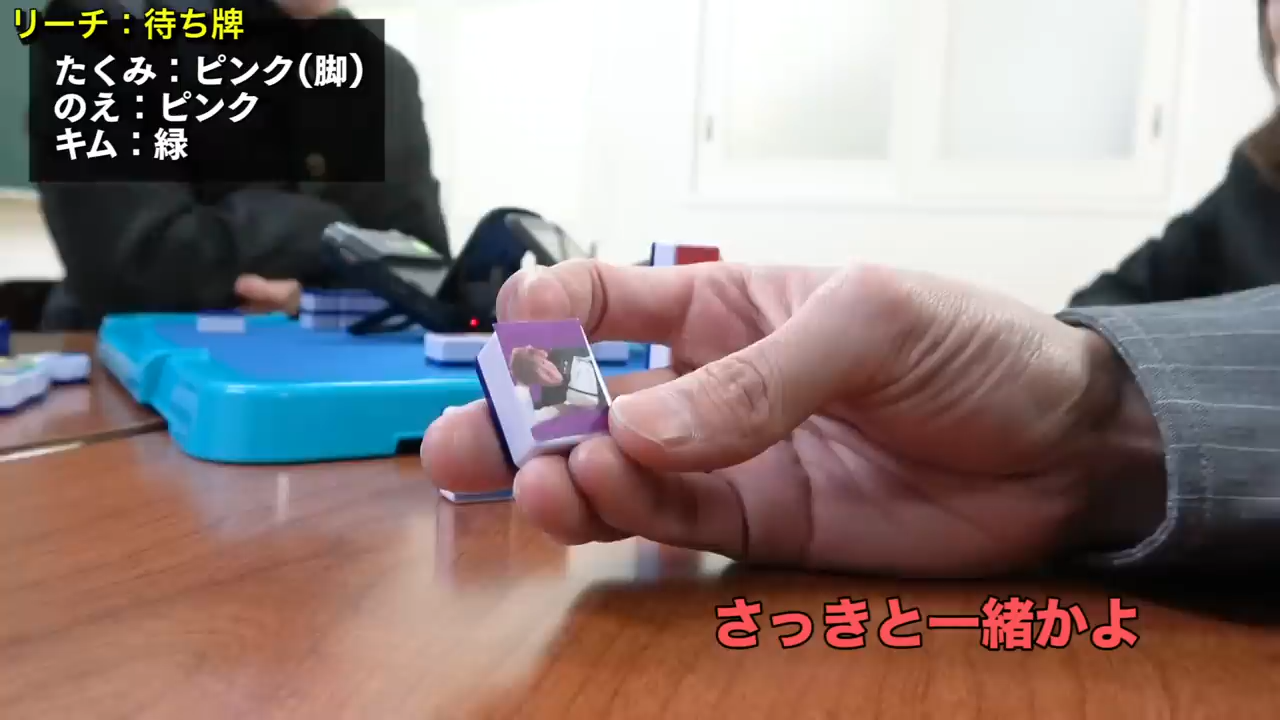 リーチ：待ち牌
たくみ：ピンク（脚）
のえ：ピンク
キム：緑
さっきと一緒かよ